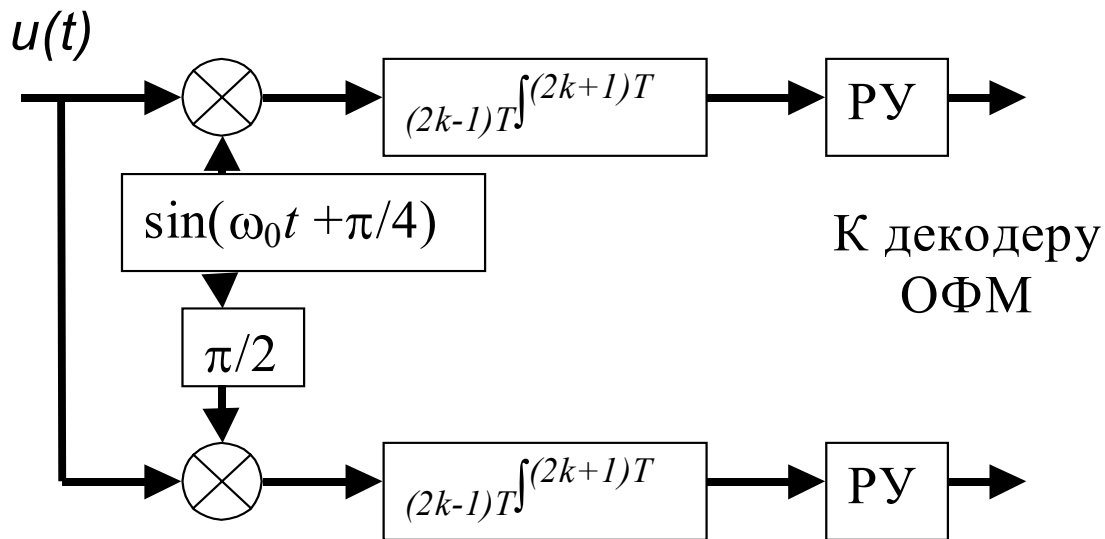 u(t)
(2k-1)T∫(2k+1)T
РУ
sin(ω₀t +π/4)
К декодеру
ОФМ
π/2
(2k-1)T∫(2k+1)T
РУ